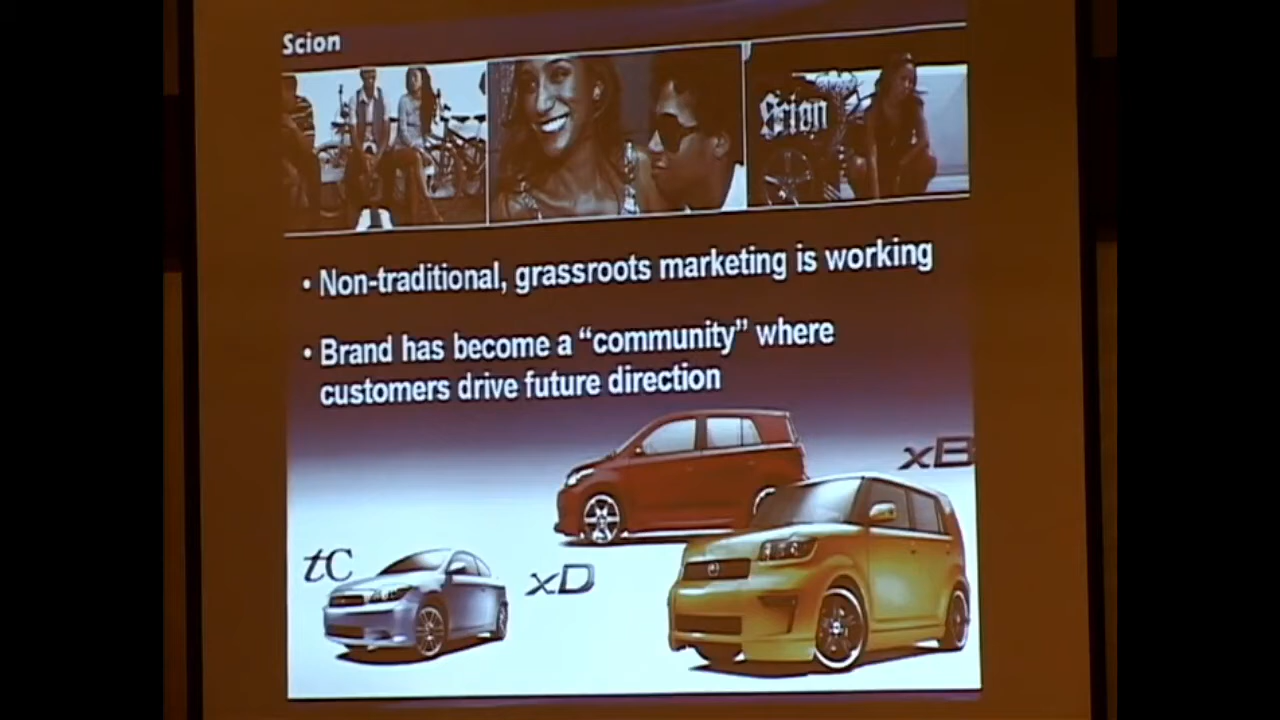 Scion
Scion
• Non-traditional, grassroots marketing is working
• Brand has become a “community” where
customers drive future direction
xB
tC
xD